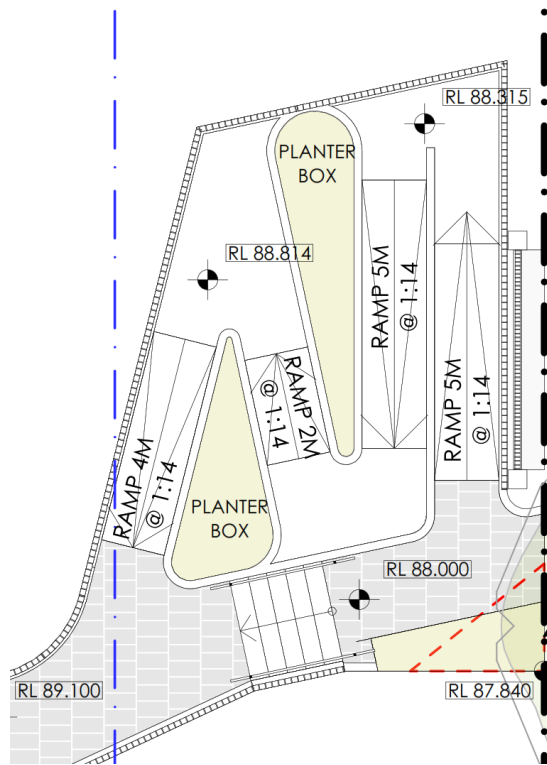 RL 88.315
PLANTER
BOX
RL 88.814
RAMP 5M
@ 1:14
RAMP 2M
@ 1:14
RAMP 5M
@ 1:14
RAMP 4M
@ 1:14
PLANTER
BOX
RL 88.000
RL 89.100
RL 87.840